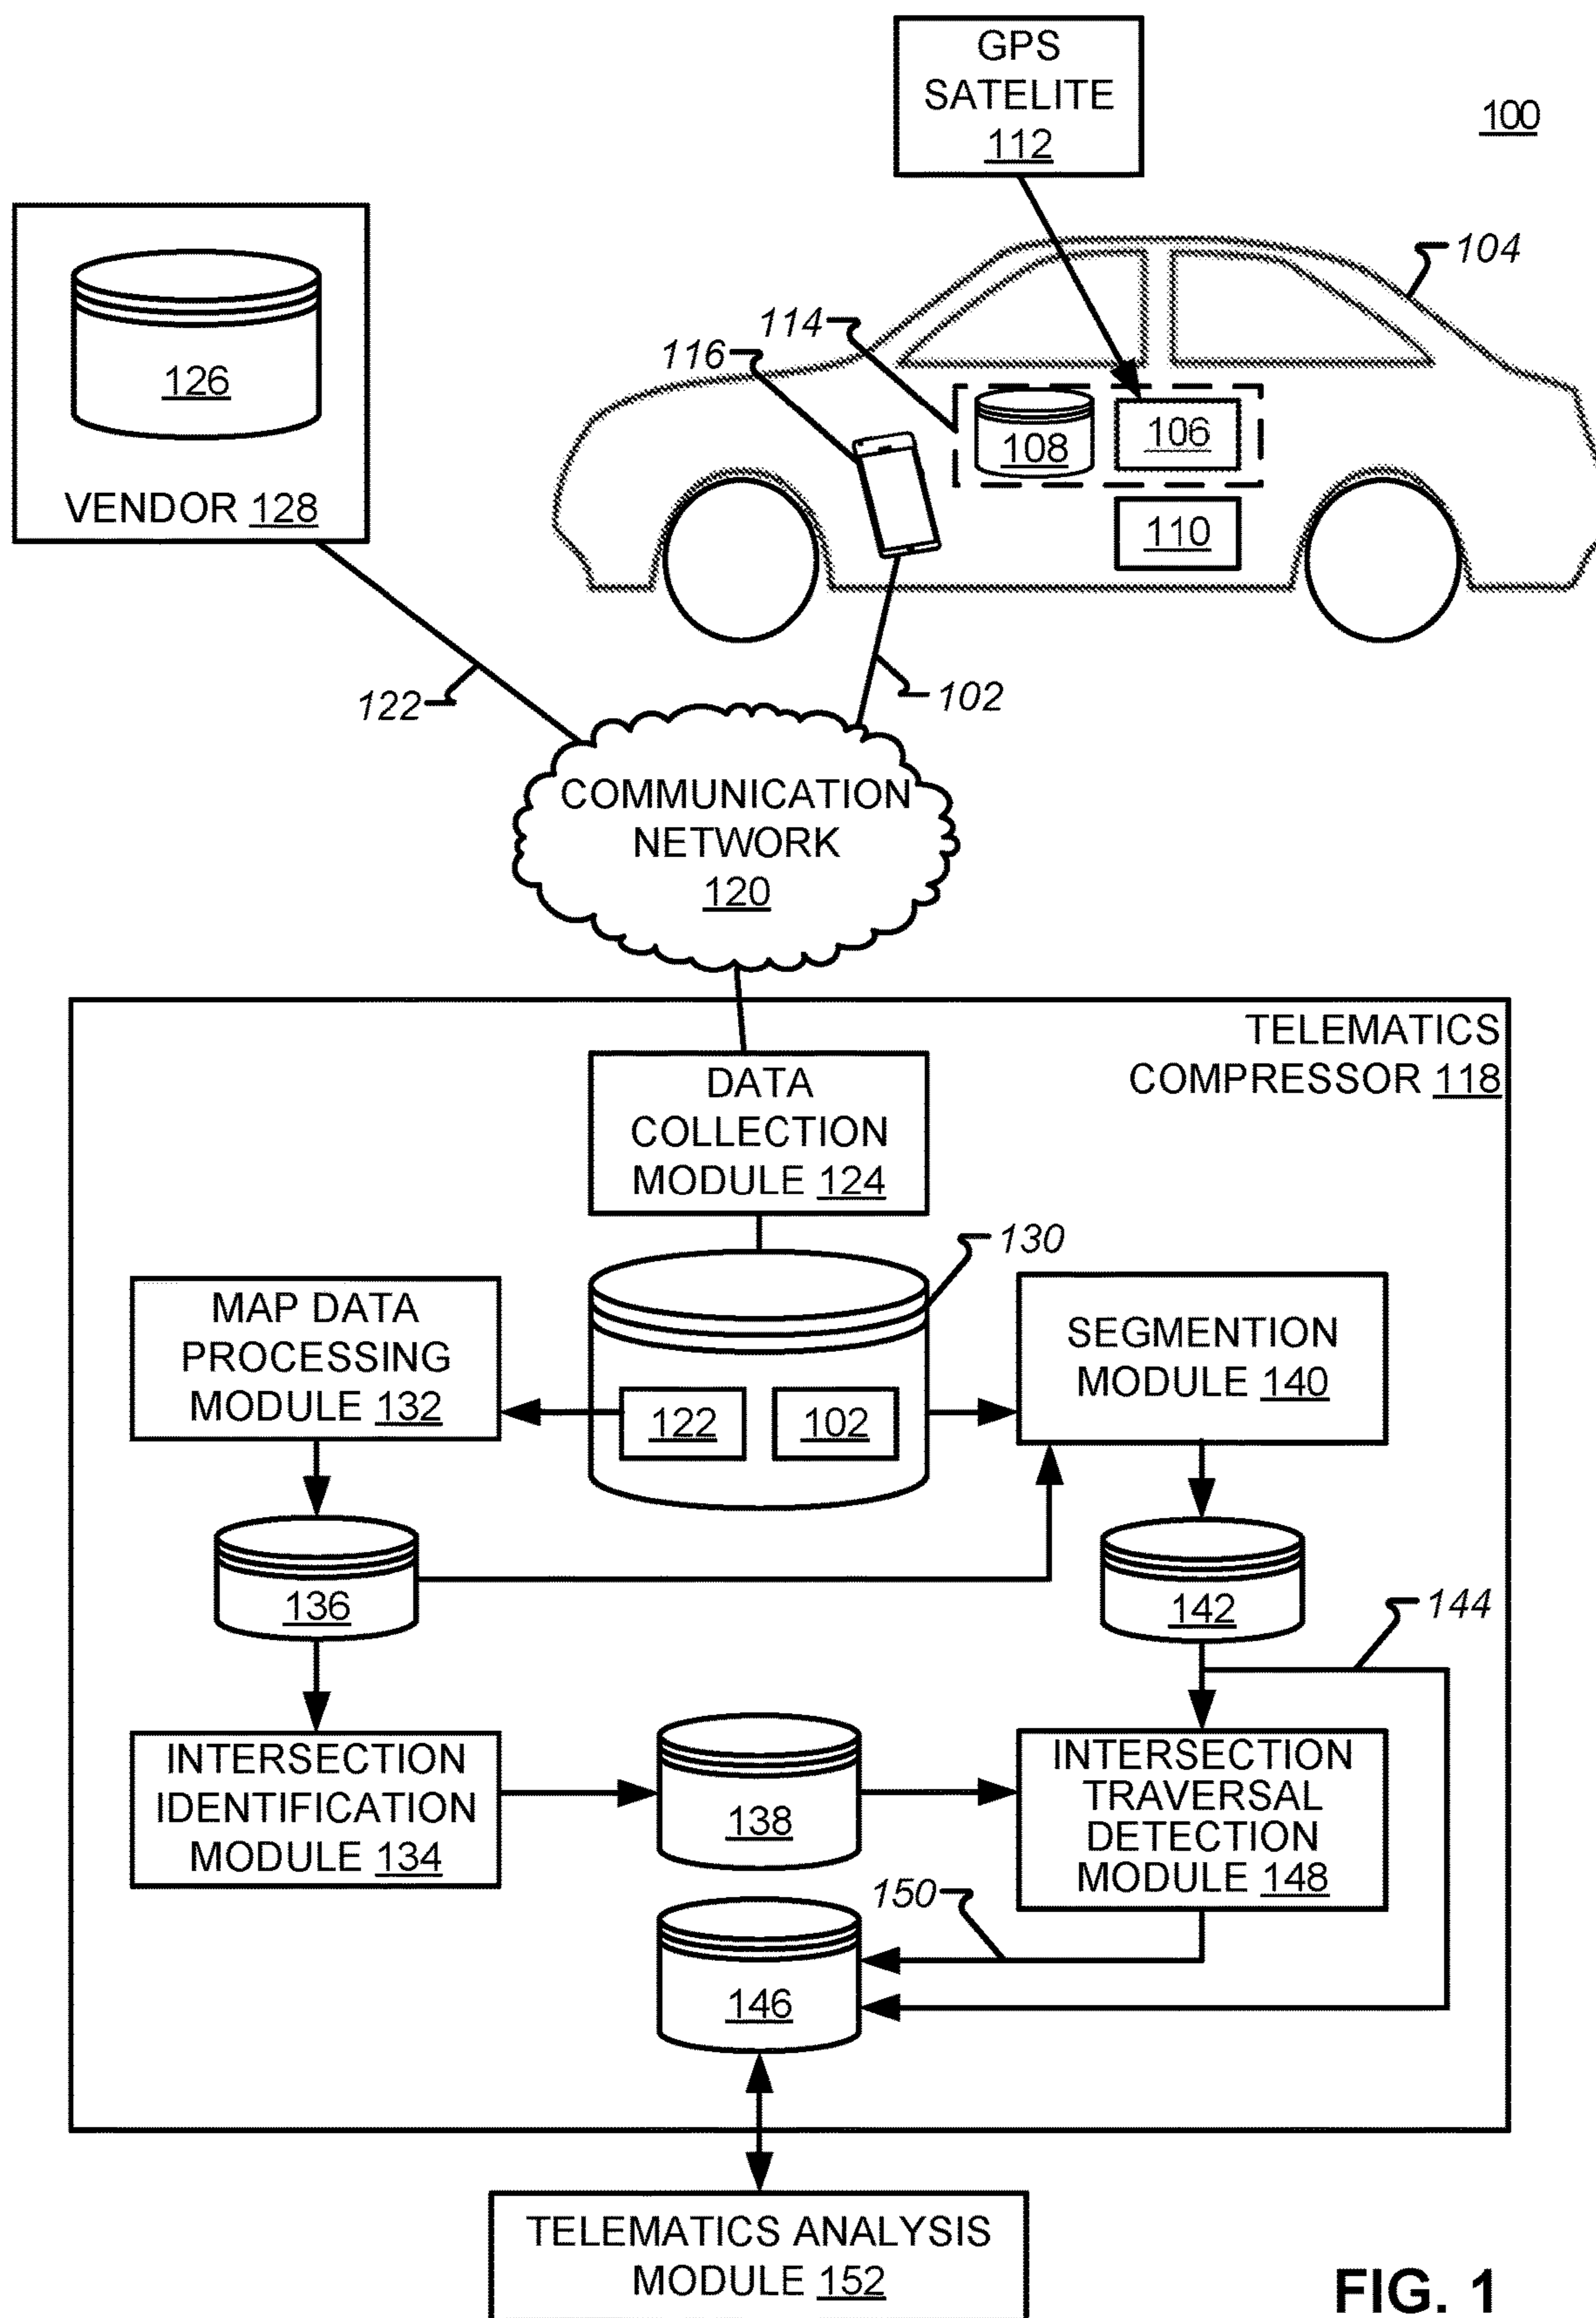 GPS
SATELITE
112
100
104
114
116
126
108
106
VENDOR 128
110
122
102
COMMUNICATION
NETWORK
120
TELEMATICS
COMPRESSOR 118
DATA
COLLECTION
MODULE 124
130
MAP DATA
PROCESSING
MODULE 132
SEGMENTION
MODULE 140
122
102
136
142
144
INTERSECTION
IDENTIFICATION
MODULE 134
138
INTERSECTION
TRAVERSAL
DETECTION
MODULE 148
150
146
TELEMATICS ANALYSIS
MODULE 152
FIG. 1